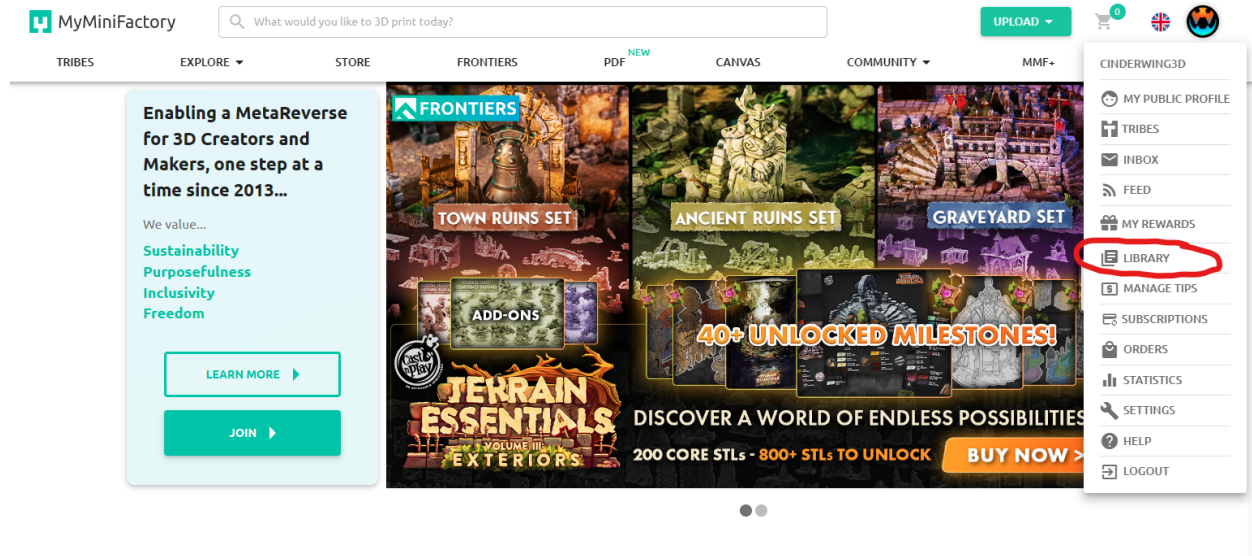 MyMiniFactory
What would you like to 3D print today?
UPLOAD
0
TRIBES
EXPLORE
STORE
FRONTIERS
PDF
NEW
CANVAS
COMMUNITY
MMF+
Enabling a MetaReverse
for 3D Creators and
Makers, one step at a
time since 2013...
We value...
Sustainability
Purposefulness
Inclusivity
Freedom
LEARN MORE
JOIN
FRONTIERS
TOWN RUINS SET
ANCIENT RUINS SET
GRAVEYARD SET
ADD-ONS
40+ UNLOCKED MILESTONES!
Cast n Play
TERRAIN
ESSENTIALS
VOLUME III:
EXTERIORS
DISCOVER A WORLD OF ENDLESS POSSIBILITIES
200 CORE STLs - 800+ STLs TO UNLOCK
BUY NOW >
CINDERWING3D
MY PUBLIC PROFILE
TRIBES
INBOX
FEED
MY REWARDS
LIBRARY
MANAGE TIPS
SUBSCRIPTIONS
ORDERS
STATISTICS
SETTINGS
HELP
LOGOUT